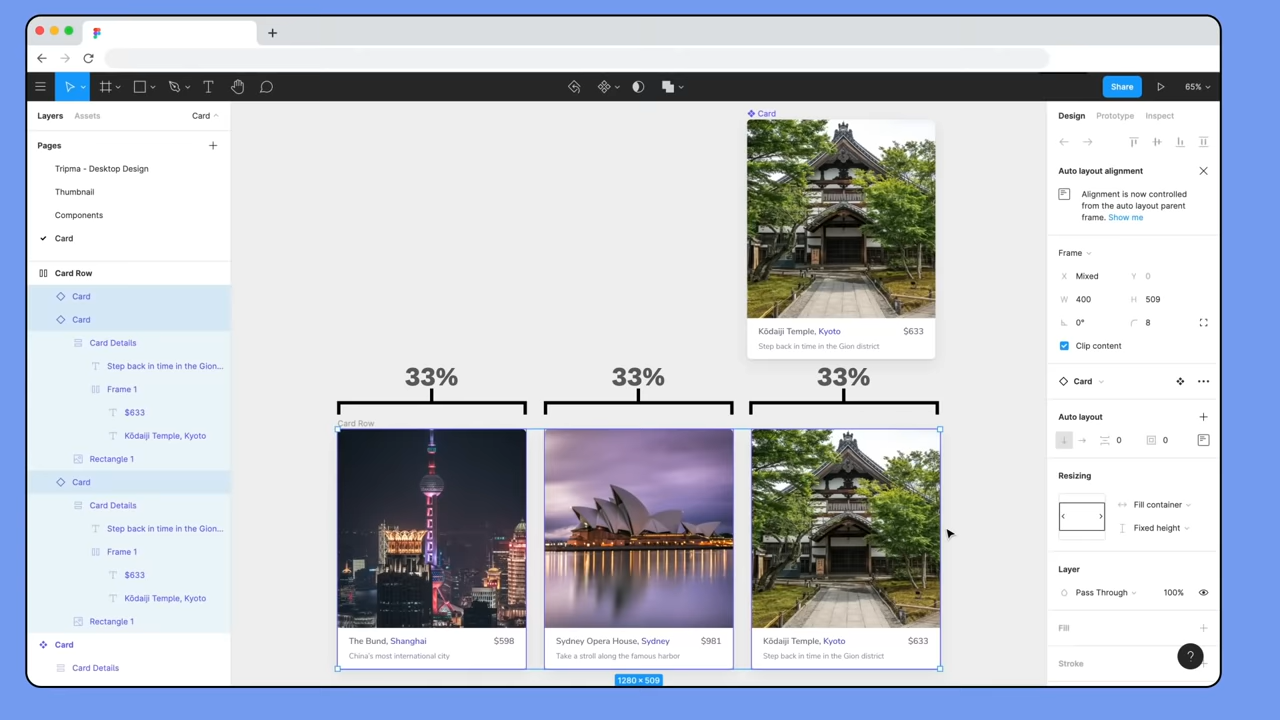 Share
65%
Layers
Assets
Card
Pages
Tripma - Desktop Design
Thumbnail
Components
Card
Card Row
Card
Card
Card Details
Step back in time in the Gion...
Frame 1
$633
Kōdaiji Temple, Kyoto
Rectangle 1
Card
Card Details
Step back in time in the Gion...
Frame 1
$633
Kōdaiji Temple, Kyoto
Rectangle 1
Card
Card Details
Card
Kōdaiji Temple, Kyoto $633
Step back in time in the Gion district
33% 33% 33%
Card Row
The Bund, Shanghai $598
China's most international city
Sydney Opera House, Sydney $981
Take a stroll along the famous harbor
Kōdaiji Temple, Kyoto $633
Step back in time in the Gion district
1280 × 509
Design Prototype Inspect
Auto layout alignment
Alignment is now controlled
from the auto layout parent
frame. Show me
Frame
X Mixed Y 0
W 400 H 509
0° 8
Clip content
Card
Auto layout
0 0
Resizing
Fill container
Fixed height
Layer
Pass Through 100%
Fill
Stroke
?